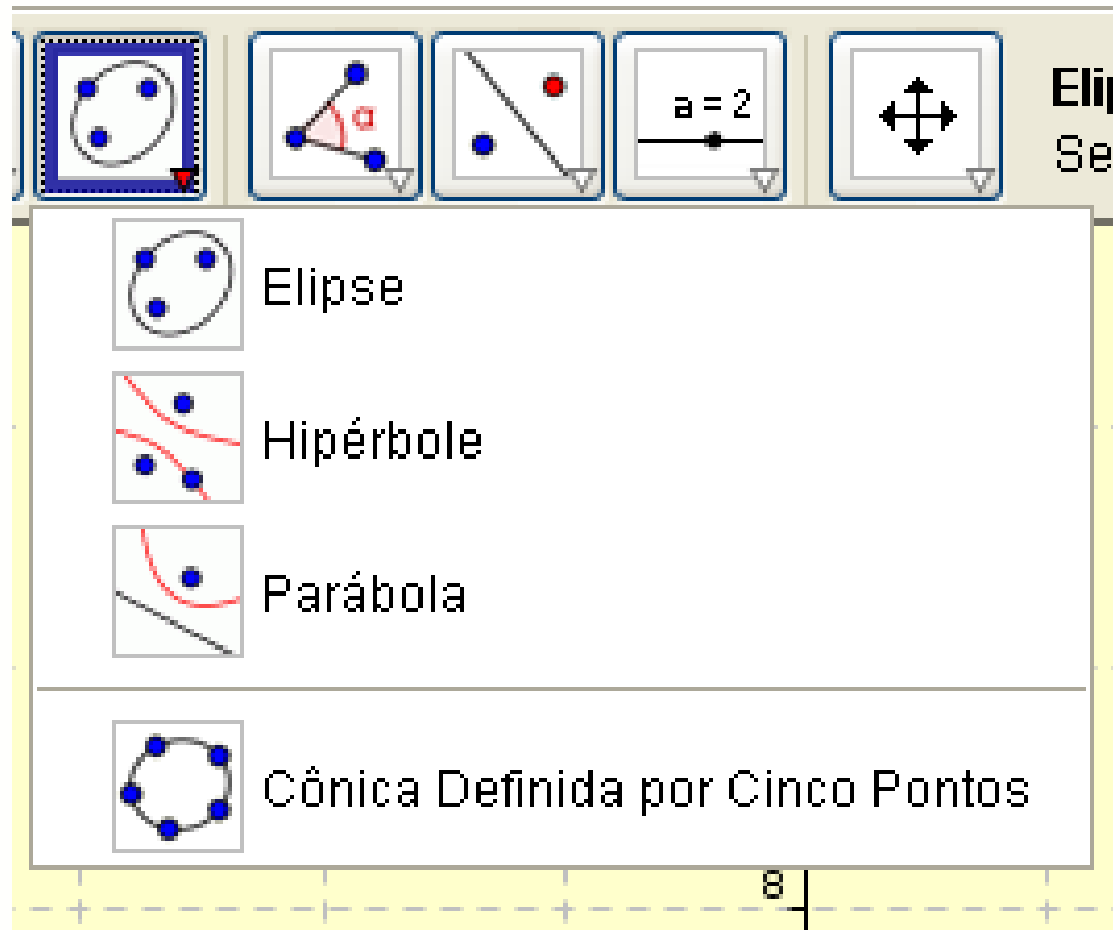 α
a = 2
Elip
Se
Elipse
Hipérbole
Parábola
Cônica Definida por Cinco Pontos
8